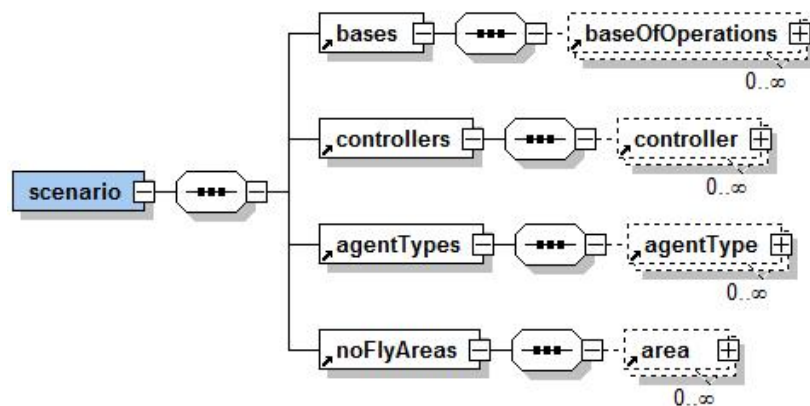 bases
baseOfOperations
0..∞
controllers
controller
0..∞
scenario
agentTypes
agentType
0..∞
noFlyAreas
area
0..∞